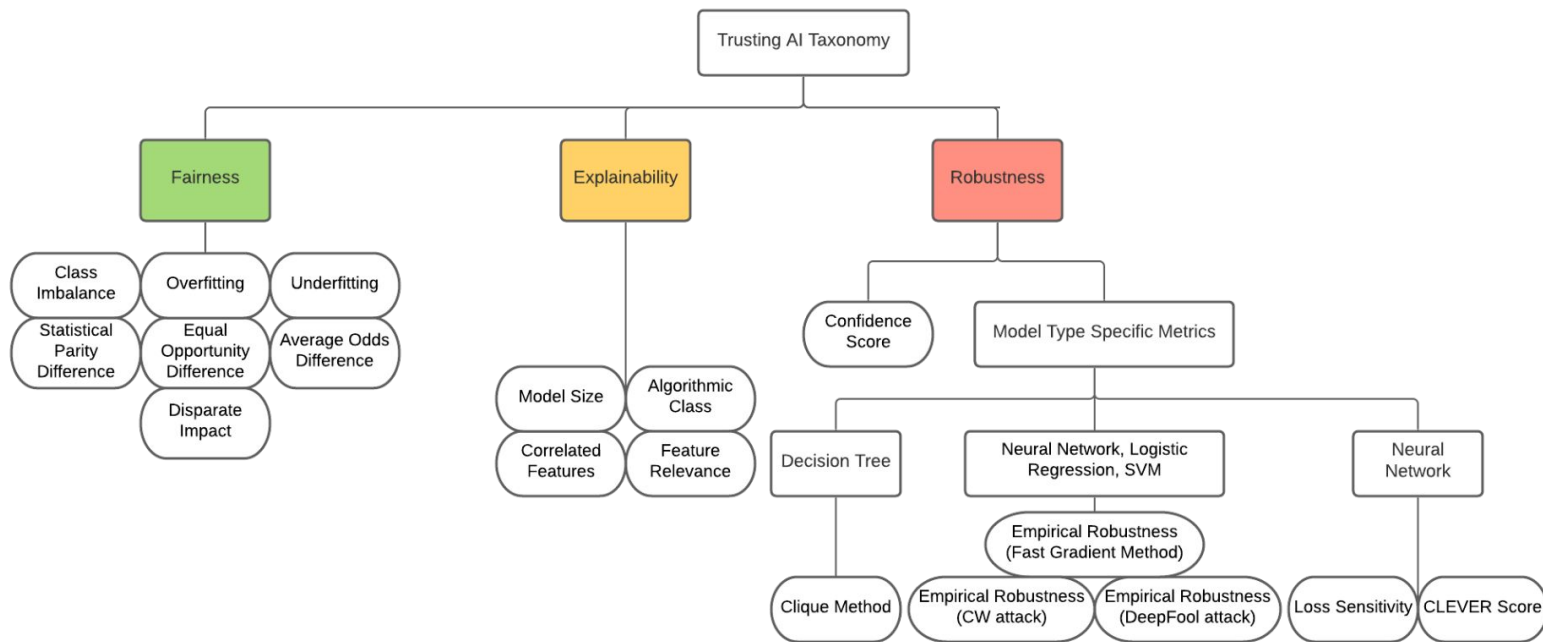 Trusting AI Taxonomy
Fairness
Explainability
Robustness
Class
Imbalance
Overfitting
Underfitting
Statistical
Parity
Difference
Equal
Opportunity
Difference
Average Odds
Difference
Disparate
Impact
Model Size
Algorithmic
Class
Correlated
Features
Feature
Relevance
Confidence
Score
Model Type Specific Metrics
Decision Tree
Neural Network, Logistic
Regression, SVM
Neural
Network
Clique Method
Empirical Robustness
(Fast Gradient Method)
Empirical Robustness
(CW attack)
Empirical Robustness
(DeepFool attack)
Loss Sensitivity
CLEVER Score